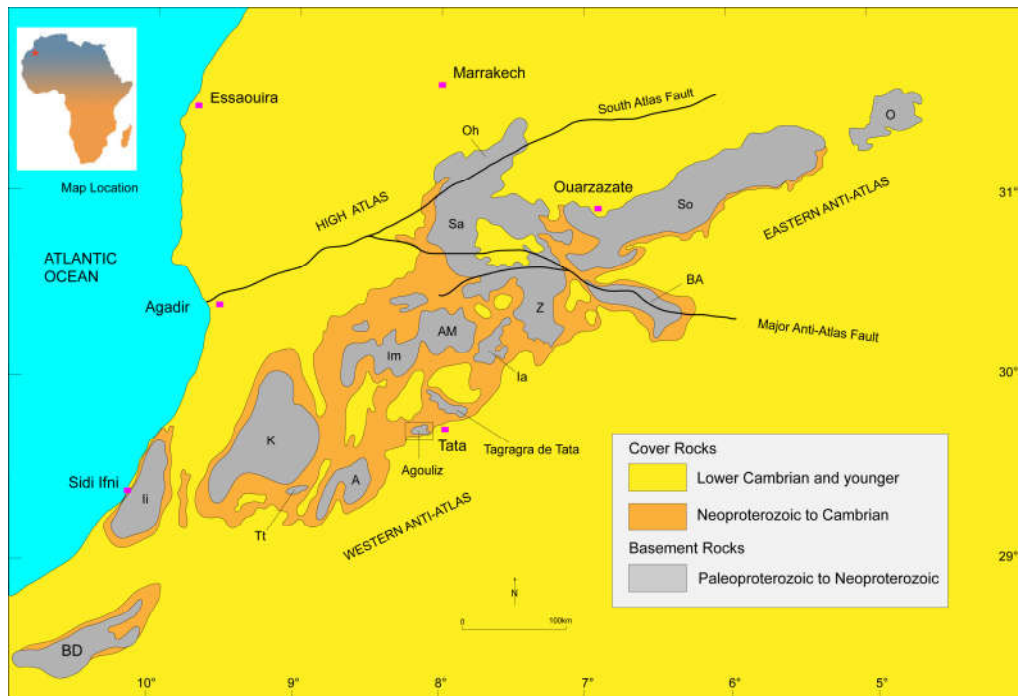 Map Location
Marrakech
Essaouira
South Atlas Fault
Oh
O
Ouarzazate
31°
HIGH ATLAS
So
Sa
EASTERN ANTI-ATLAS
ATLANTIC
OCEAN
BA
Agadir
Z
AM
Major Anti-Atlas Fault
Im
Ia
30°
K
Tata
Tagragra de Tata
Agouliz
A
Sidi Ifni
Ii
Tt
WESTERN ANTI-ATLAS
Cover Rocks
Lower Cambrian and younger
Neoproterozoic to Cambrian
Basement Rocks
Paleoproterozoic to Neoproterozoic
29°
N
100km
0
BD
10°
9°
8°
7°
6°
5°